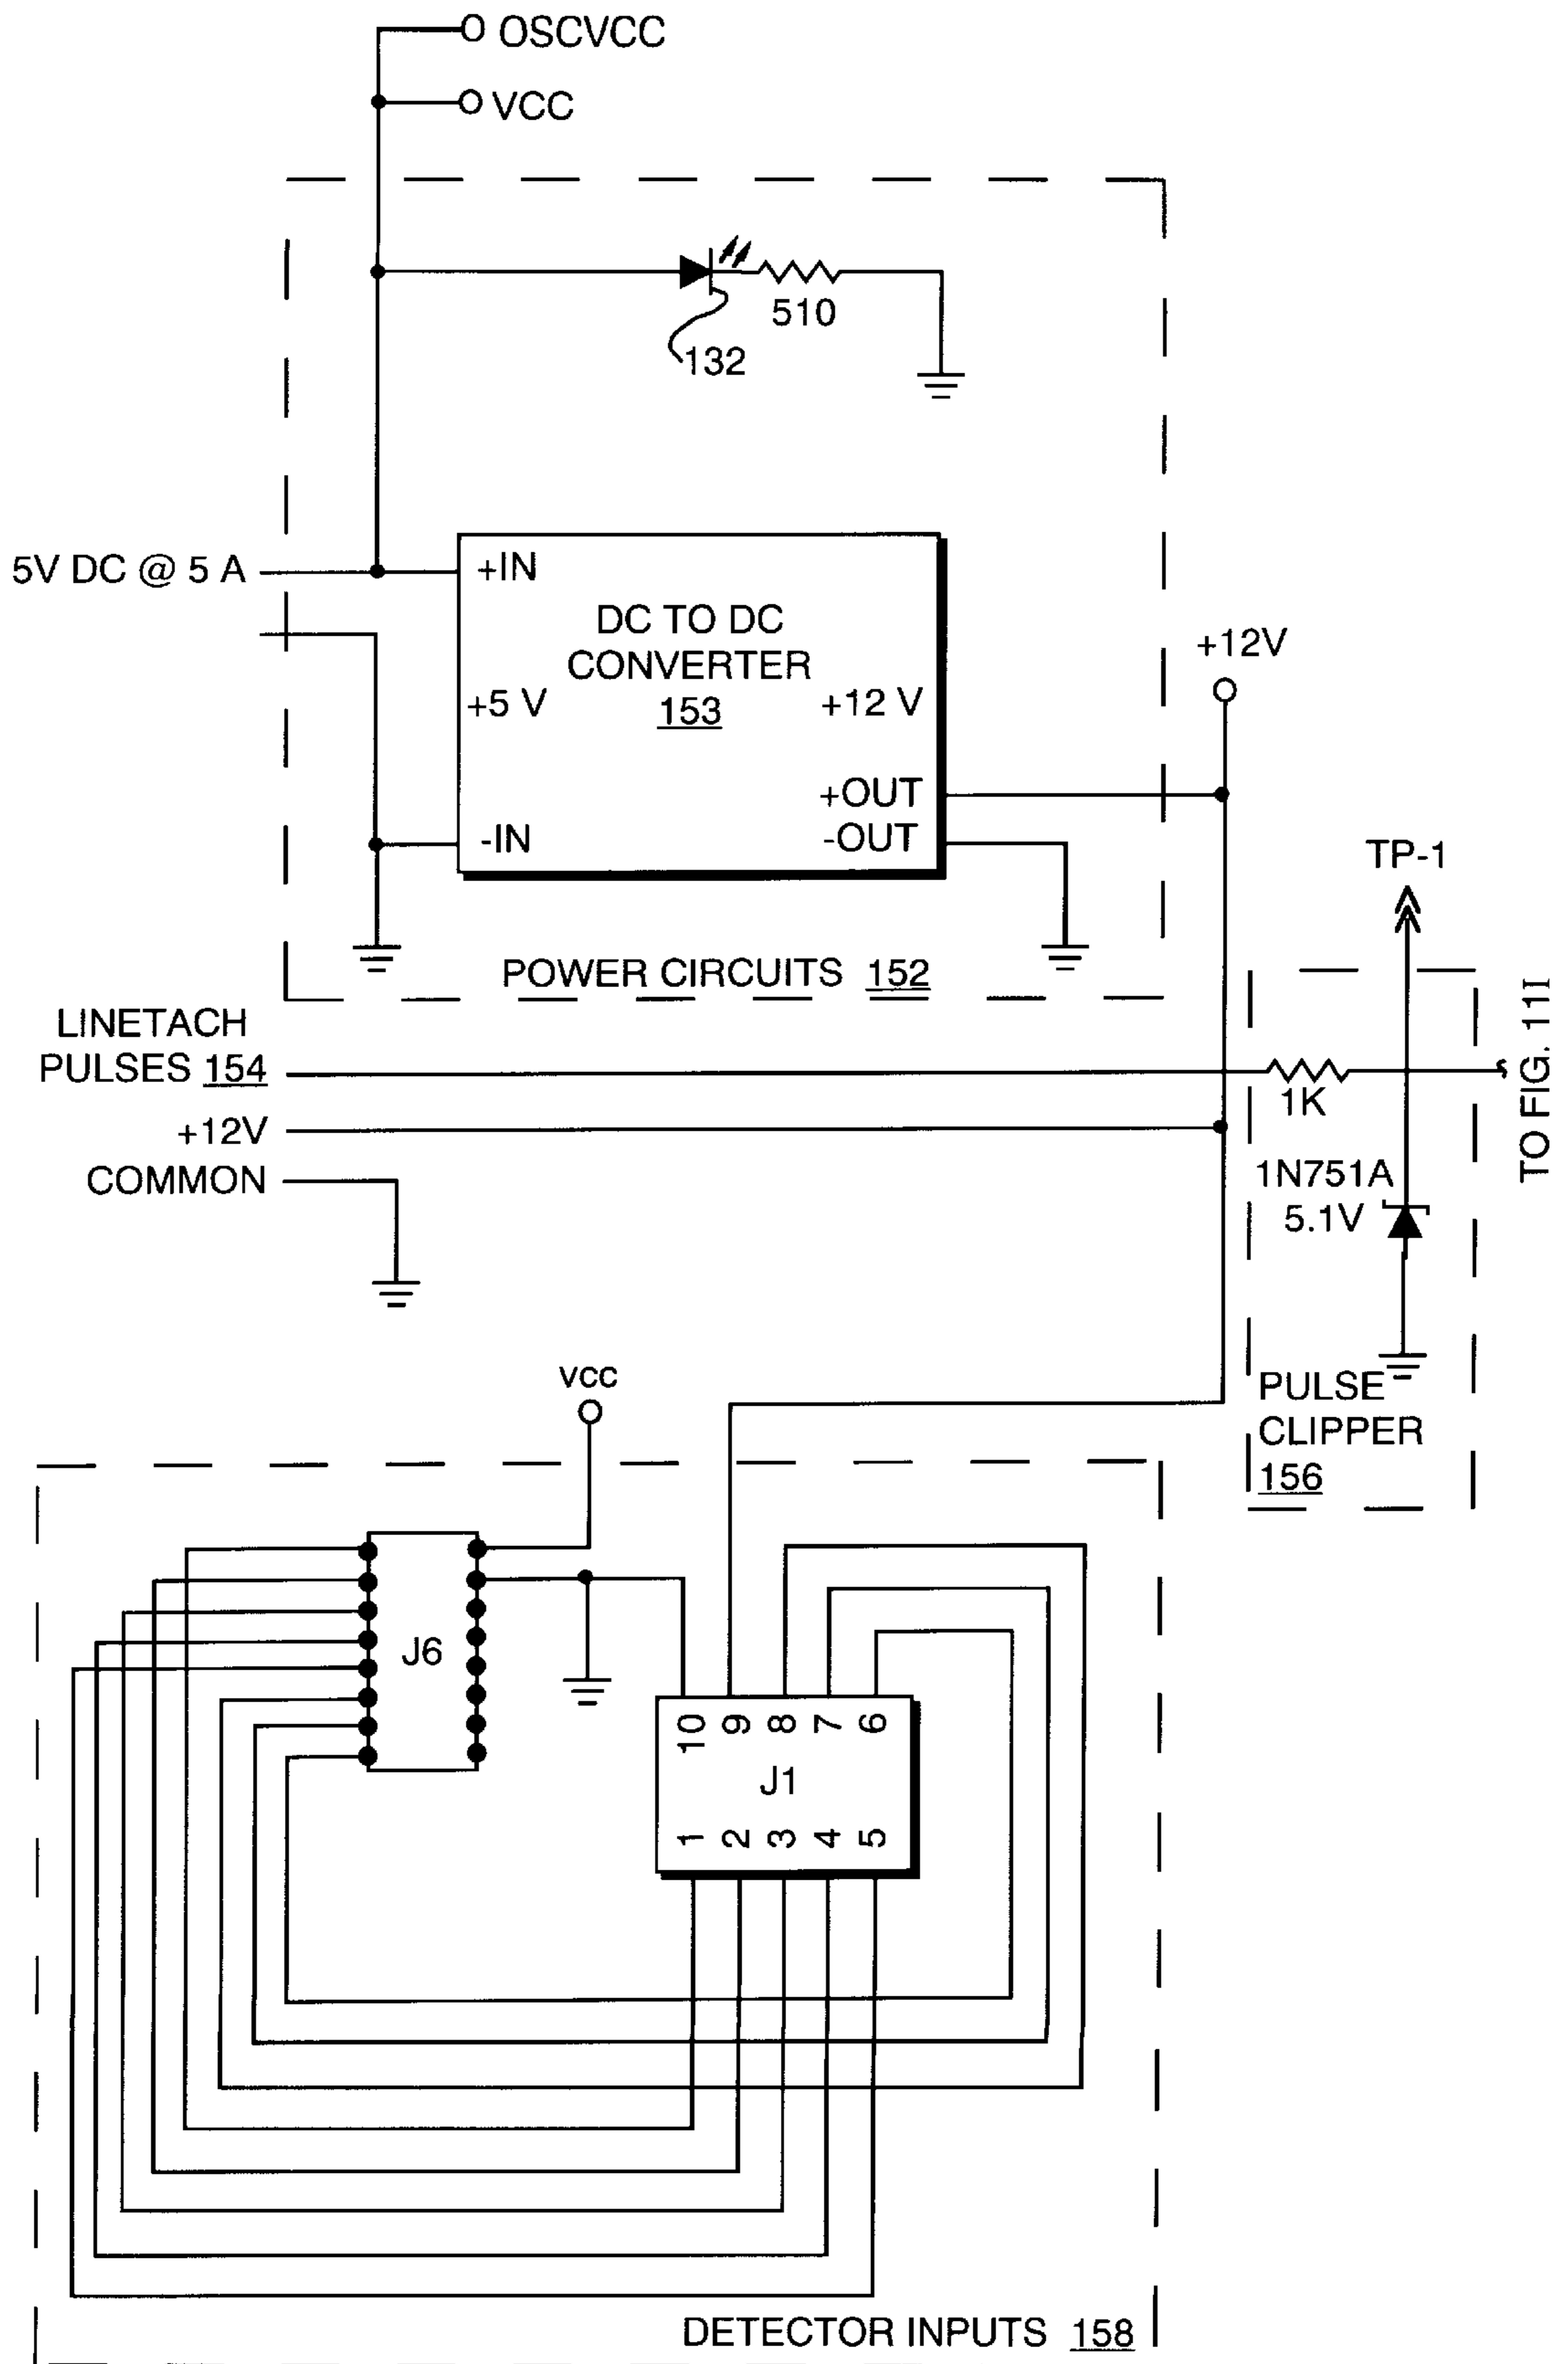 OSCVCC
VCC
510
132
5V DC @ 5 A
+IN
DC TO DC
CONVERTER
+5 V
153
+12 V
+12V
+OUT
-IN
-OUT
TP-1
POWER CIRCUITS 152
LINETACH
PULSES 154
1K
TO FIG. 11I
+12V
COMMON
1N751A
5.1V
PULSE
CLIPPER
156
vcc
J6
10 9 8 7 6
J1
1 2 3 4 5
DETECTOR INPUTS 158